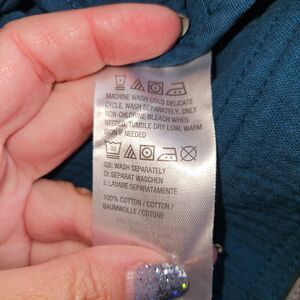 MACHINE WASH COLD DELICATE
CYCLE, WASH SEPARATELY, ONLY
NON-CHLORINE BLEACH WHEN
NEEDED, TUMBLE DRY LOW, WARM
IRON IF NEEDED
GB: WASH SEPARATELY
D: SEPARAT WASCHEN
I: LAVARE SEPARATAMENTE
100% COTTON / COTTON /
BAUMWOLLE / COTONE